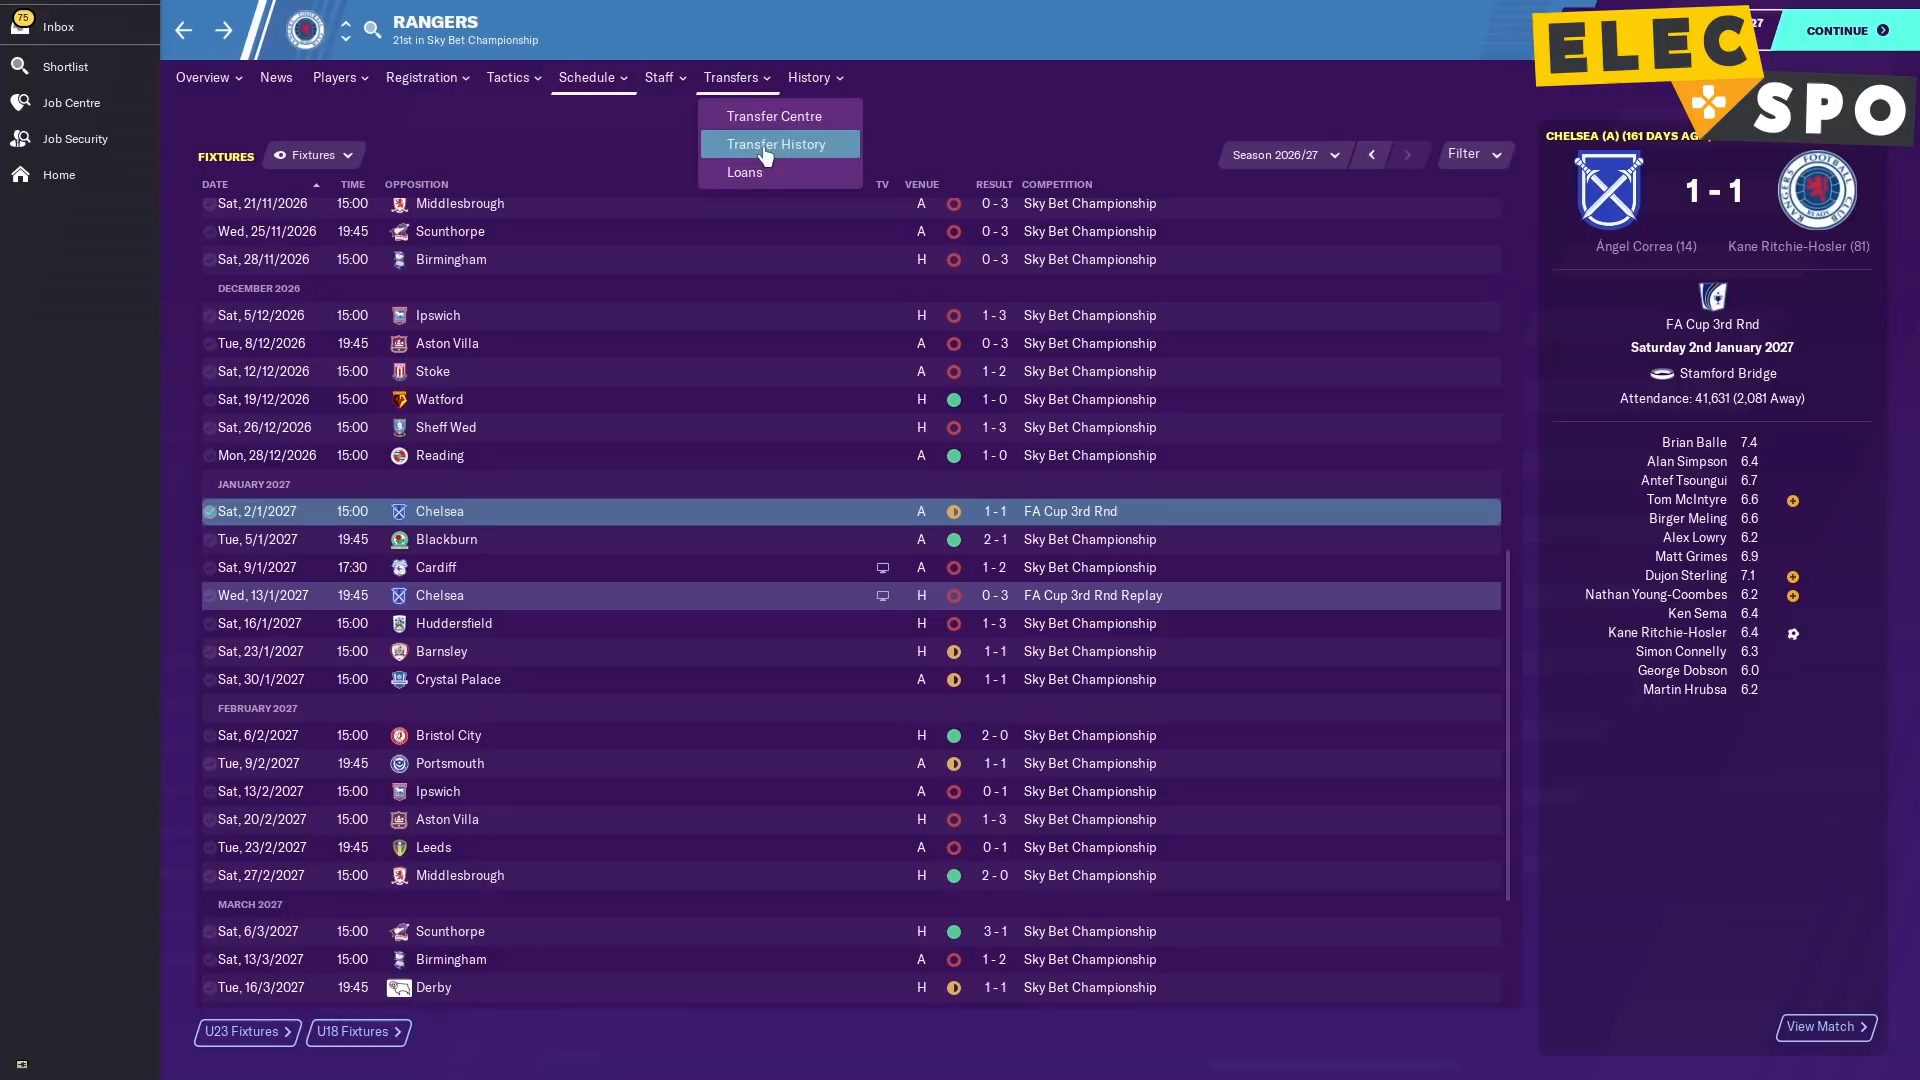 75
Inbox
Shortlist
Job Centre
Job Security
Home
RANGERS
21st in Sky Bet Championship
CONTINUE
ELEC
SPO
Overview News Players Registration Tactics Schedule Staff Transfers History
Transfer Centre
Transfer History
Loans
FIXTURES Fixtures Season 2026/27 Filter
DATE TIME OPPOSITION TV VENUE RESULT COMPETITION
Sat, 21/11/2026 15:00 Middlesbrough A 0 - 3 Sky Bet Championship
Wed, 25/11/2026 19:45 Scunthorpe A 0 - 3 Sky Bet Championship
Sat, 28/11/2026 15:00 Birmingham H 0 - 3 Sky Bet Championship
DECEMBER 2026
Sat, 5/12/2026 15:00 Ipswich H 1 - 3 Sky Bet Championship
Tue, 8/12/2026 19:45 Aston Villa A 0 - 3 Sky Bet Championship
Sat, 12/12/2026 15:00 Stoke A 1 - 2 Sky Bet Championship
Sat, 19/12/2026 15:00 Watford H 1 - 0 Sky Bet Championship
Sat, 26/12/2026 15:00 Sheff Wed H 1 - 3 Sky Bet Championship
Mon, 28/12/2026 15:00 Reading A 1 - 0 Sky Bet Championship
JANUARY 2027
Sat, 2/1/2027 15:00 Chelsea A 1 - 1 FA Cup 3rd Rnd
Tue, 5/1/2027 19:45 Blackburn A 2 - 1 Sky Bet Championship
Sat, 9/1/2027 17:30 Cardiff A 1 - 2 Sky Bet Championship
Wed, 13/1/2027 19:45 Chelsea H 0 - 3 FA Cup 3rd Rnd Replay
Sat, 16/1/2027 15:00 Huddersfield H 1 - 3 Sky Bet Championship
Sat, 23/1/2027 15:00 Barnsley H 1 - 1 Sky Bet Championship
Sat, 30/1/2027 15:00 Crystal Palace A 1 - 1 Sky Bet Championship
FEBRUARY 2027
Sat, 6/2/2027 15:00 Bristol City H 2 - 0 Sky Bet Championship
Tue, 9/2/2027 19:45 Portsmouth A 1 - 1 Sky Bet Championship
Sat, 13/2/2027 15:00 Ipswich A 0 - 1 Sky Bet Championship
Sat, 20/2/2027 15:00 Aston Villa H 1 - 3 Sky Bet Championship
Tue, 23/2/2027 19:45 Leeds A 0 - 1 Sky Bet Championship
Sat, 27/2/2027 15:00 Middlesbrough H 2 - 0 Sky Bet Championship
MARCH 2027
Sat, 6/3/2027 15:00 Scunthorpe H 3 - 1 Sky Bet Championship
Sat, 13/3/2027 15:00 Birmingham A 1 - 2 Sky Bet Championship
Tue, 16/3/2027 19:45 Derby H 1 - 1 Sky Bet Championship
U23 Fixtures U18 Fixtures
CHELSEA (A) (161 DAYS AG
1 - 1
RANGERS FOOTBALL CLUB READY
Ángel Correa (14) Kane Ritchie-Hosler (81)
FA Cup 3rd Rnd
Saturday 2nd January 2027
Stamford Bridge
Attendance: 41,631 (2,081 Away)
Brian Balle 7.4
Alan Simpson 6.4
Antef Tsoungui 6.7
Tom McIntyre 6.6
Birger Meling 6.6
Alex Lowry 6.2
Matt Grimes 6.9
Dujon Sterling 7.1
Nathan Young-Coombes 6.2
Ken Sema 6.4
Kane Ritchie-Hosler 6.4
Simon Connelly 6.3
George Dobson 6.0
Martin Hrubsa 6.2
View Match